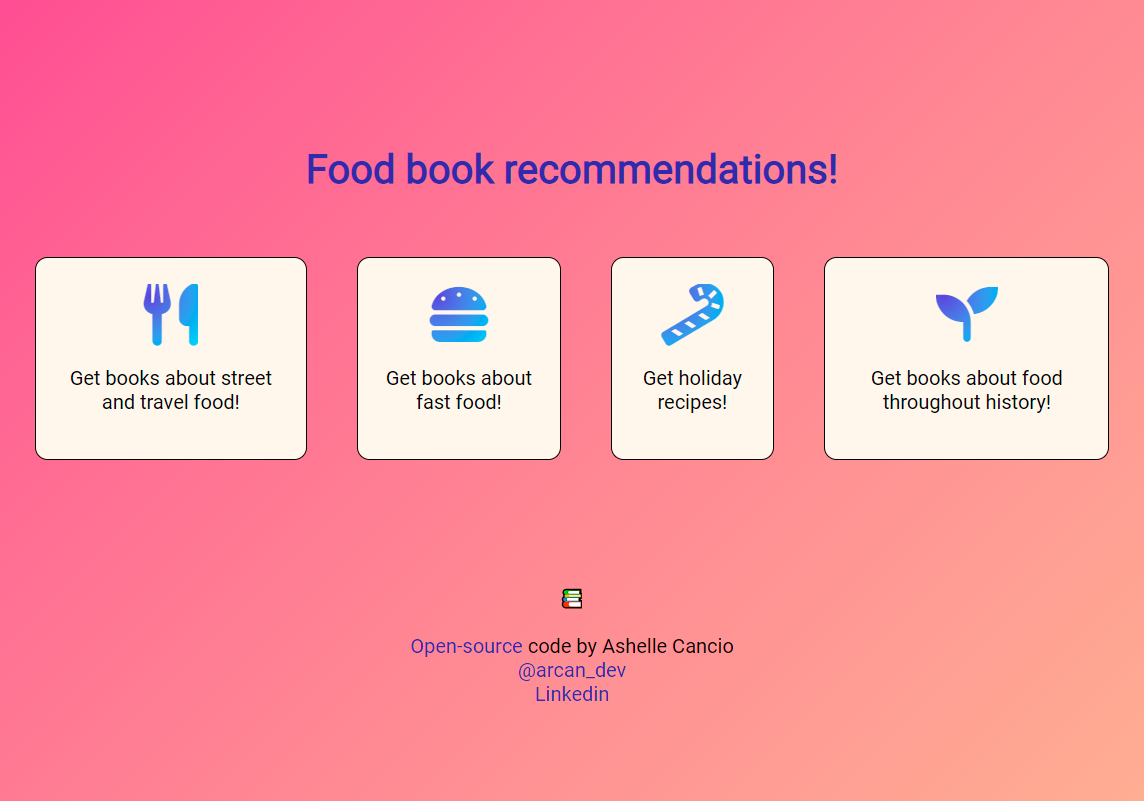 Food book recommendations!
Get books about street
and travel food!
Get books about
fast food!
Get holiday
recipes!
Get books about food
throughout history!
Open-source code by Ashelle Cancio
@arcan_dev
Linkedin